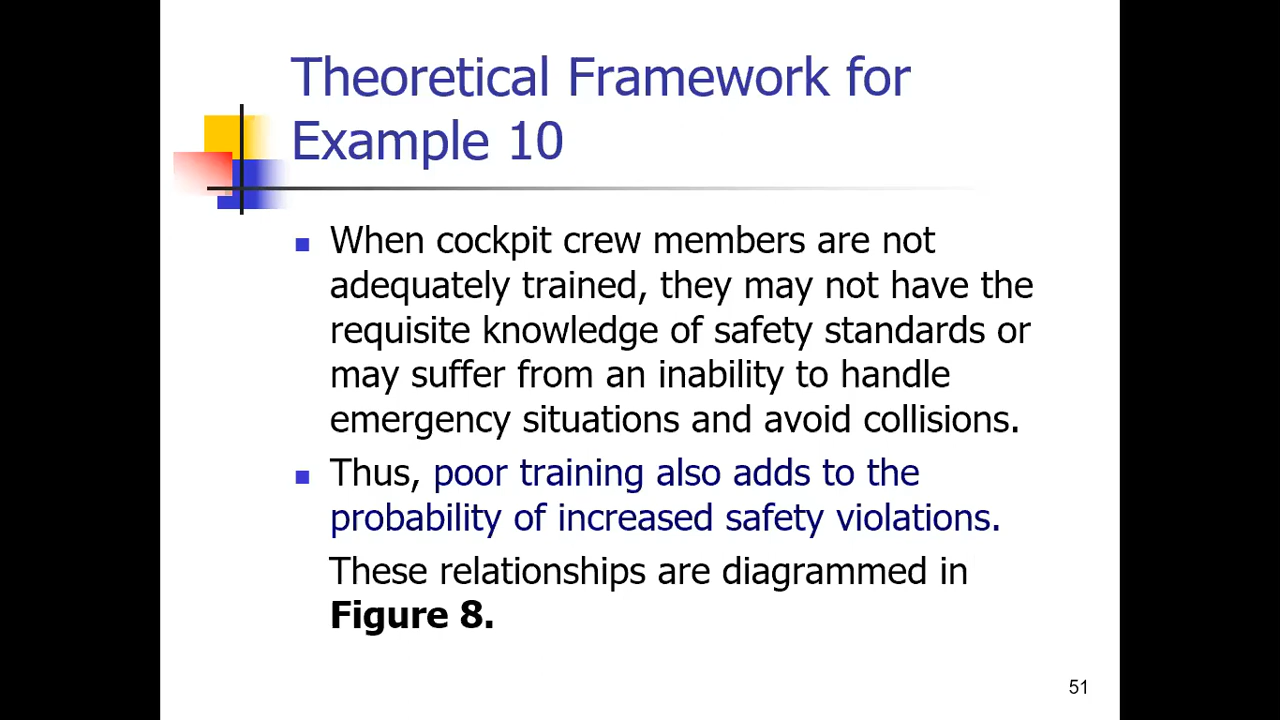 Theoretical Framework for
Example 10
When cockpit crew members are not
adequately trained, they may not have the
requisite knowledge of safety standards or
may suffer from an inability to handle
emergency situations and avoid collisions.
Thus, poor training also adds to the
probability of increased safety violations.
These relationships are diagrammed in
Figure 8.
51